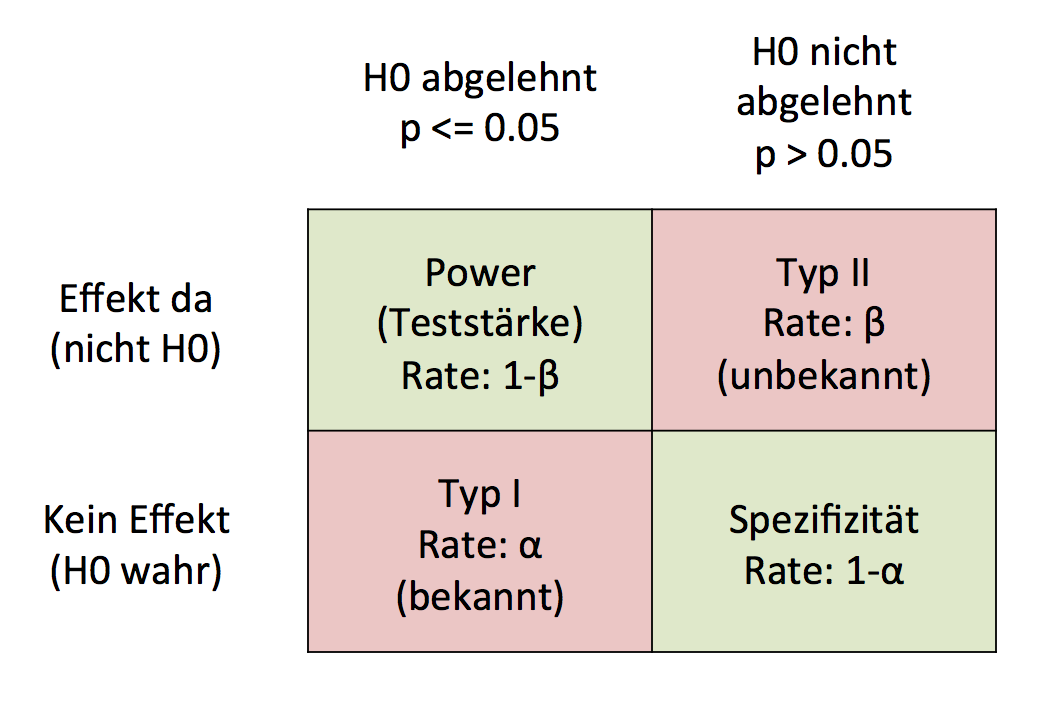 H0 abgelehnt
p <= 0.05
H0 nicht
abgelehnt
p > 0.05
Effekt da
(nicht H0)
Power
(Teststärke)
Rate: 1-β
Typ II
Rate: β
(unbekannt)
Kein Effekt
(H0 wahr)
Typ I
Rate: α
(bekannt)
Spezifizität
Rate: 1-α